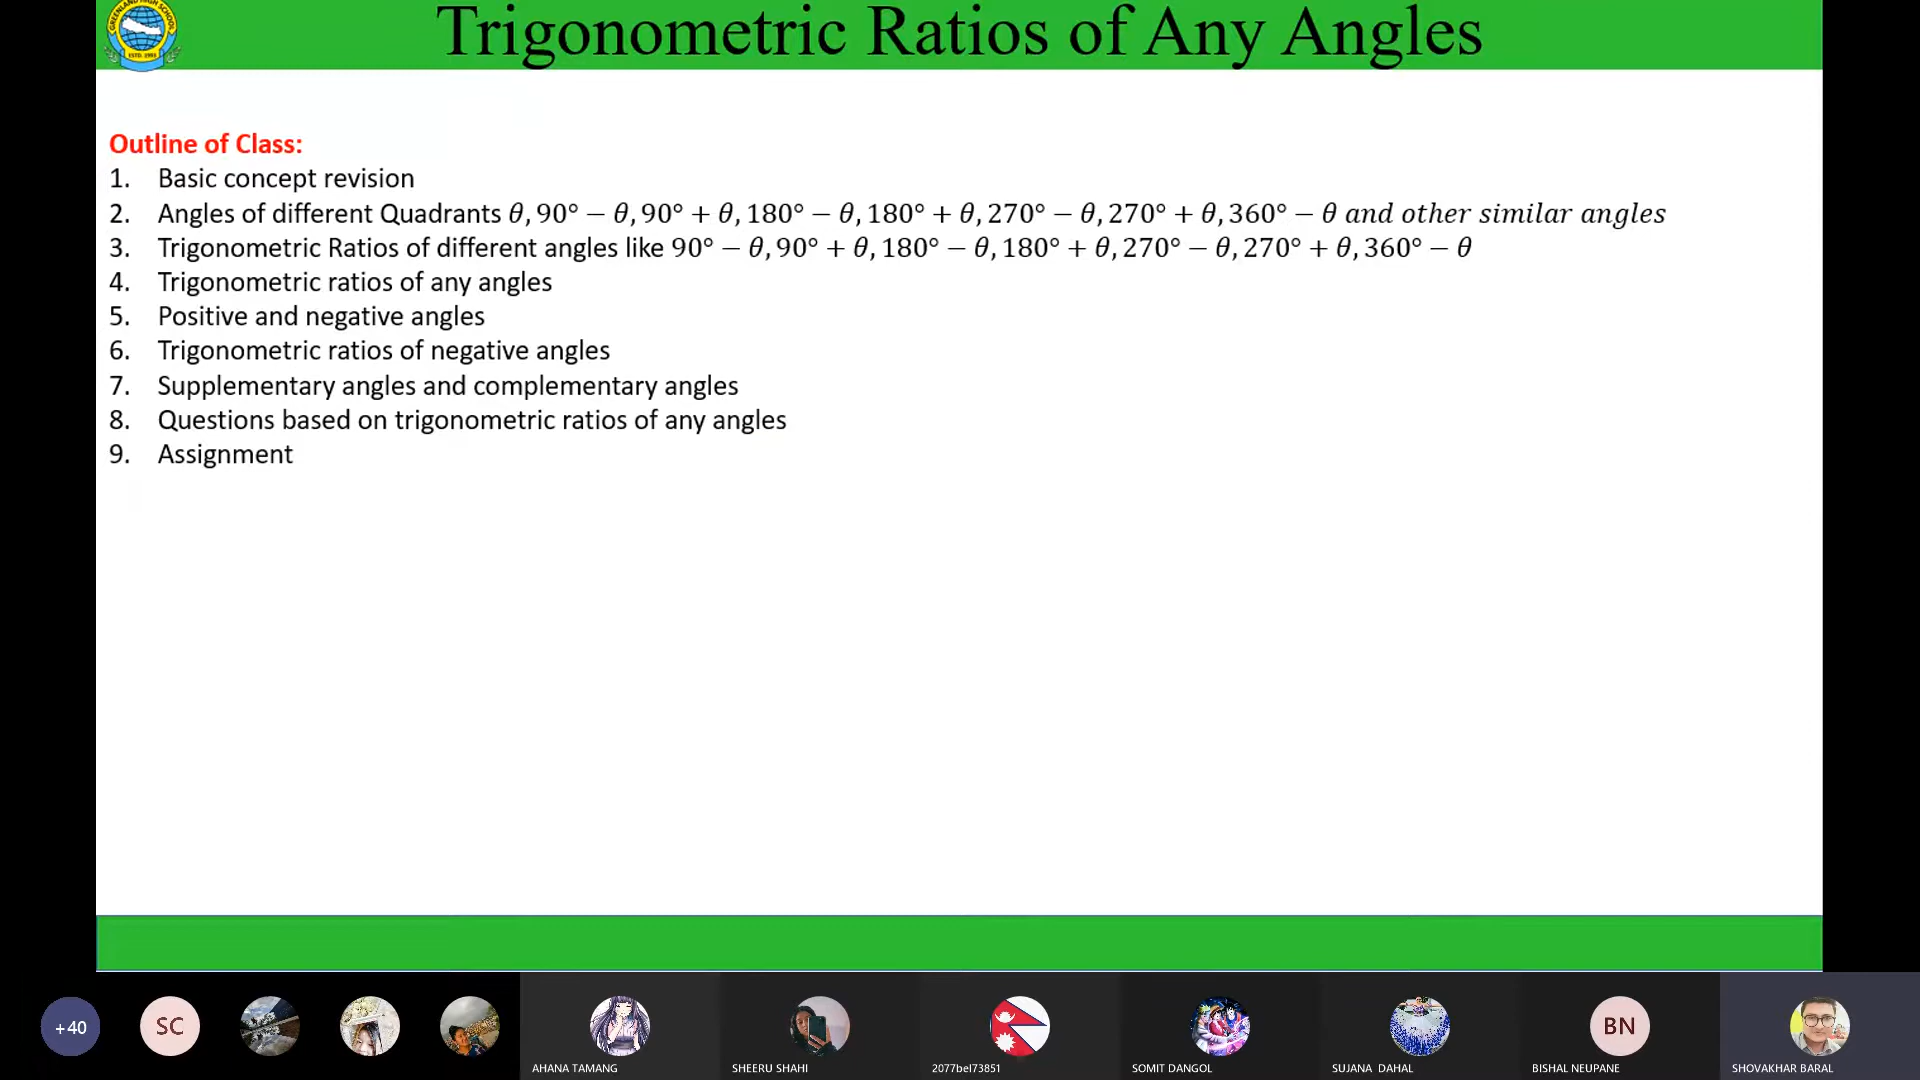 GREENLAND HIGH SCHOOL
Trigonometric Ratios of Any Angles
Outline of Class:
1. Basic concept revision
2. Angles of different Quadrants θ, 90° − θ, 90° + θ, 180° − θ, 180° + θ, 270° − θ, 270° + θ, 360° − θ and other similar angles
3. Trigonometric Ratios of different angles like 90° − θ, 90° + θ, 180° − θ, 180° + θ, 270° − θ, 270° + θ, 360° − θ
4. Trigonometric ratios of any angles
5. Positive and negative angles
6. Trigonometric ratios of negative angles
7. Supplementary angles and complementary angles
8. Questions based on trigonometric ratios of any angles
9. Assignment
+40
SC
BN
AHANA TAMANG
SHEERU SHAHI
2077bel73851
SOMIT DANGOL
SUJANA DAHAL
BISHAL NEUPANE
SHOVAKHAR BARAL